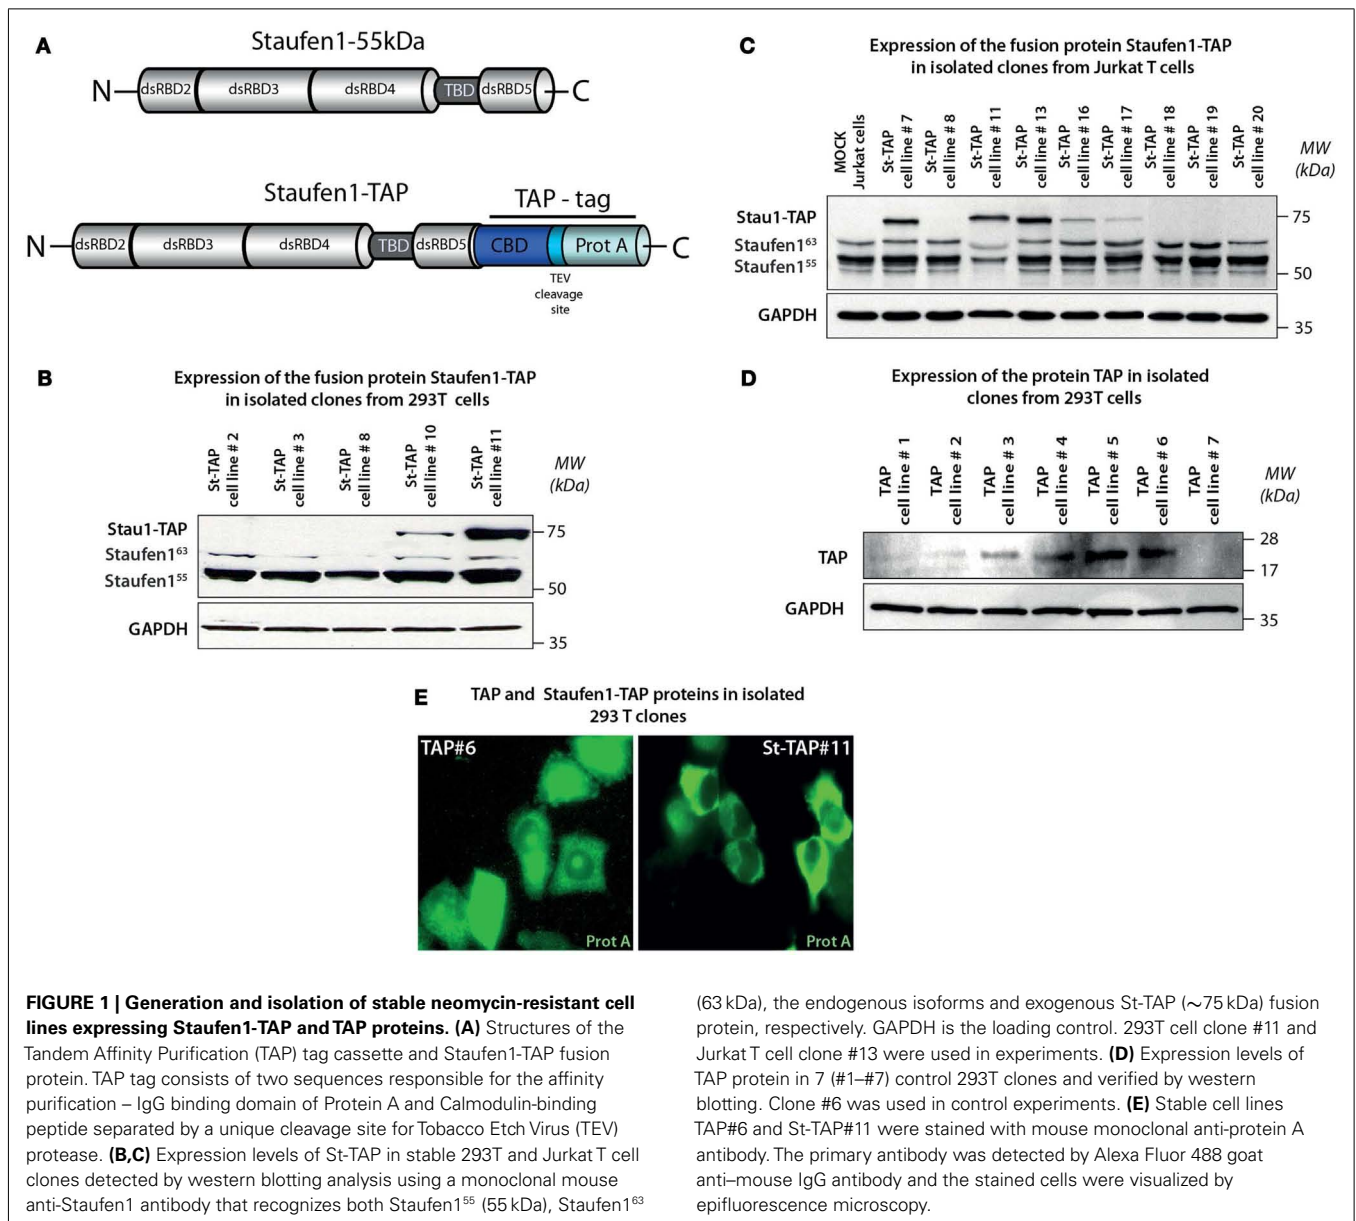 A
Staufen1-55kDa
N
dsRBD2
dsRBD3
dsRBD4
TBD
dsRBD5
C
Staufen1-TAP
TAP - tag
N
dsRBD2
dsRBD3
dsRBD4
TBD
dsRBD5
CBD
Prot A
C
TEV
cleavage
site
B
Expression of the fusion protein Staufen1-TAP
in isolated clones from 293T cells
St-TAP
cell line # 2
St-TAP
cell line # 3
St-TAP
cell line # 8
St-TAP
cell line # 10
St-TAP
cell line #11
MW
(kDa)
Stau1-TAP
Staufen1⁶³
Staufen1⁵⁵
75
50
GAPDH
35
C
Expression of the fusion protein Staufen1-TAP
in isolated clones from Jurkat T cells
MOCK
Jurkat cells
St-TAP
cell line # 7
St-TAP
cell line # 8
St-TAP
cell line # 11
St-TAP
cell line # 13
St-TAP
cell line # 16
St-TAP
cell line # 17
St-TAP
cell line # 18
St-TAP
cell line # 19
St-TAP
cell line # 20
MW
(kDa)
Stau1-TAP
Staufen1⁶³
Staufen1⁵⁵
75
50
GAPDH
35
D
Expression of the protein TAP in isolated
clones from 293T cells
TAP
cell line # 1
TAP
cell line # 2
TAP
cell line # 3
TAP
cell line # 4
TAP
cell line # 5
TAP
cell line # 6
TAP
cell line # 7
MW
(kDa)
TAP
28
17
GAPDH
35
E
TAP and Staufen1-TAP proteins in isolated
293 T clones
TAP#6
Prot A
St-TAP#11
Prot A
FIGURE 1 | Generation and isolation of stable neomycin-resistant cell
lines expressing Staufen1-TAP and TAP proteins. (A) Structures of the
Tandem Affinity Purification (TAP) tag cassette and Staufen1-TAP fusion
protein. TAP tag consists of two sequences responsible for the affinity
purification – IgG binding domain of Protein A and Calmodulin-binding
peptide separated by a unique cleavage site for Tobacco Etch Virus (TEV)
protease. (B,C) Expression levels of St-TAP in stable 293T and Jurkat T cell
clones detected by western blotting analysis using a monoclonal mouse
anti-Staufen1 antibody that recognizes both Staufen1⁵⁵ (55 kDa), Staufen1⁶³
(63 kDa), the endogenous isoforms and exogenous St-TAP (∼75 kDa) fusion
protein, respectively. GAPDH is the loading control. 293T cell clone #11 and
Jurkat T cell clone #13 were used in experiments. (D) Expression levels of
TAP protein in 7 (#1–#7) control 293T clones and verified by western
blotting. Clone #6 was used in control experiments. (E) Stable cell lines
TAP#6 and St-TAP#11 were stained with mouse monoclonal anti-protein A
antibody. The primary antibody was detected by Alexa Fluor 488 goat
anti–mouse IgG antibody and the stained cells were visualized by
epifluorescence microscopy.